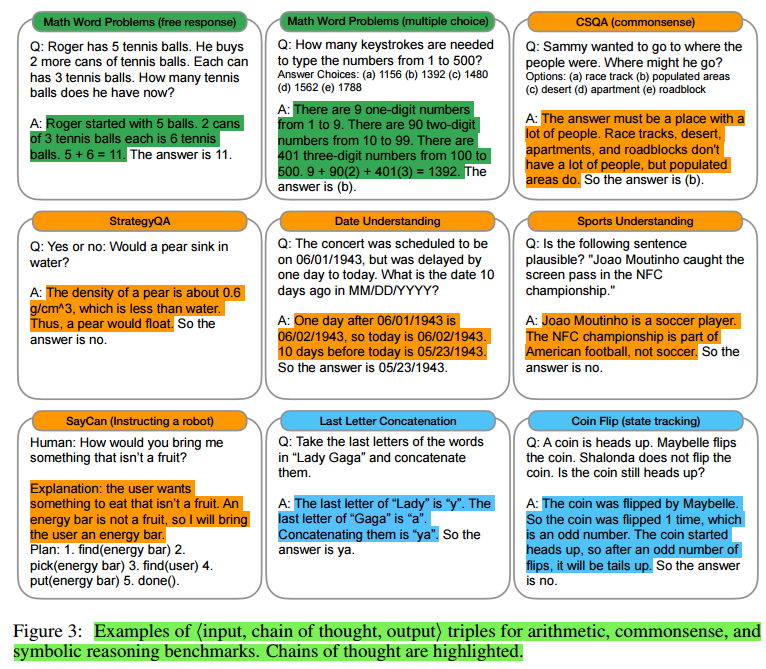 Math Word Problems (free response)
Q: Roger has 5 tennis balls. He buys
2 more cans of tennis balls. Each can
has 3 tennis balls. How many tennis
balls does he have now?
A: Roger started with 5 balls. 2 cans
of 3 tennis balls each is 6 tennis
balls. 5 + 6 = 11. The answer is 11.
Math Word Problems (multiple choice)
Q: How many keystrokes are needed
to type the numbers from 1 to 500?
Answer Choices: (a) 1156 (b) 1392 (c) 1480
(d) 1562 (e) 1788
A: There are 9 one-digit numbers
from 1 to 9. There are 90 two-digit
numbers from 10 to 99. There are
401 three-digit numbers from 100 to
500. 9 + 90(2) + 401(3) = 1392. The
answer is (b).
CSQA (commonsense)
Q: Sammy wanted to go to where the
people were. Where might he go?
Options: (a) race track (b) populated areas
(c) desert (d) apartment (e) roadblock
A: The answer must be a place with a
lot of people. Race tracks, desert,
apartments, and roadblocks don't
have a lot of people, but populated
areas do. So the answer is (b).
StrategyQA
Q: Yes or no: Would a pear sink in
water?
A: The density of a pear is about 0.6
g/cm^3, which is less than water.
Thus, a pear would float. So the
answer is no.
Date Understanding
Q: The concert was scheduled to be
on 06/01/1943, but was delayed by
one day to today. What is the date 10
days ago in MM/DD/YYYY?
A: One day after 06/01/1943 is
06/02/1943, so today is 06/02/1943.
10 days before today is 05/23/1943.
So the answer is 05/23/1943.
Sports Understanding
Q: Is the following sentence
plausible? "Joao Moutinho caught the
screen pass in the NFC
championship."
A: Joao Moutinho is a soccer player.
The NFC championship is part of
American football, not soccer. So the
answer is no.
SayCan (Instructing a robot)
Human: How would you bring me
something that isn't a fruit?
Explanation: the user wants
something to eat that isn't a fruit. An
energy bar is not a fruit, so I will bring
the user an energy bar.
Plan: 1. find(energy bar) 2.
pick(energy bar) 3. find(user) 4.
put(energy bar) 5. done().
Last Letter Concatenation
Q: Take the last letters of the words
in "Lady Gaga" and concatenate
them.
A: The last letter of "Lady" is "y". The
last letter of "Gaga" is "a".
Concatenating them is "ya". So the
answer is ya.
Coin Flip (state tracking)
Q: A coin is heads up. Maybelle flips
the coin. Shalonda does not flip the
coin. Is the coin still heads up?
A: The coin was flipped by Maybelle.
So the coin was flipped 1 time, which
is an odd number. The coin started
heads up, so after an odd number of
flips, it will be tails up. So the answer
is no.
Figure 3: Examples of ⟨input, chain of thought, output⟩ triples for arithmetic, commonsense, and
symbolic reasoning benchmarks. Chains of thought are highlighted.